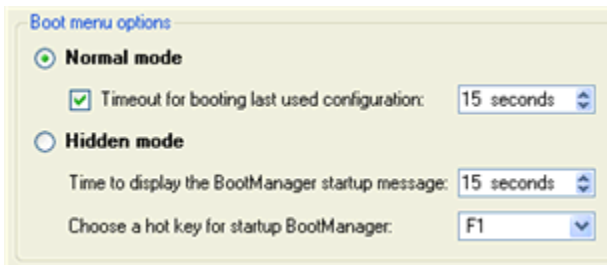 Boot menu options
Normal mode
Timeout for booting last used configuration: 15 seconds
Hidden mode
Time to display the BootManager startup message: 15 seconds
Choose a hot key for startup BootManager: F1